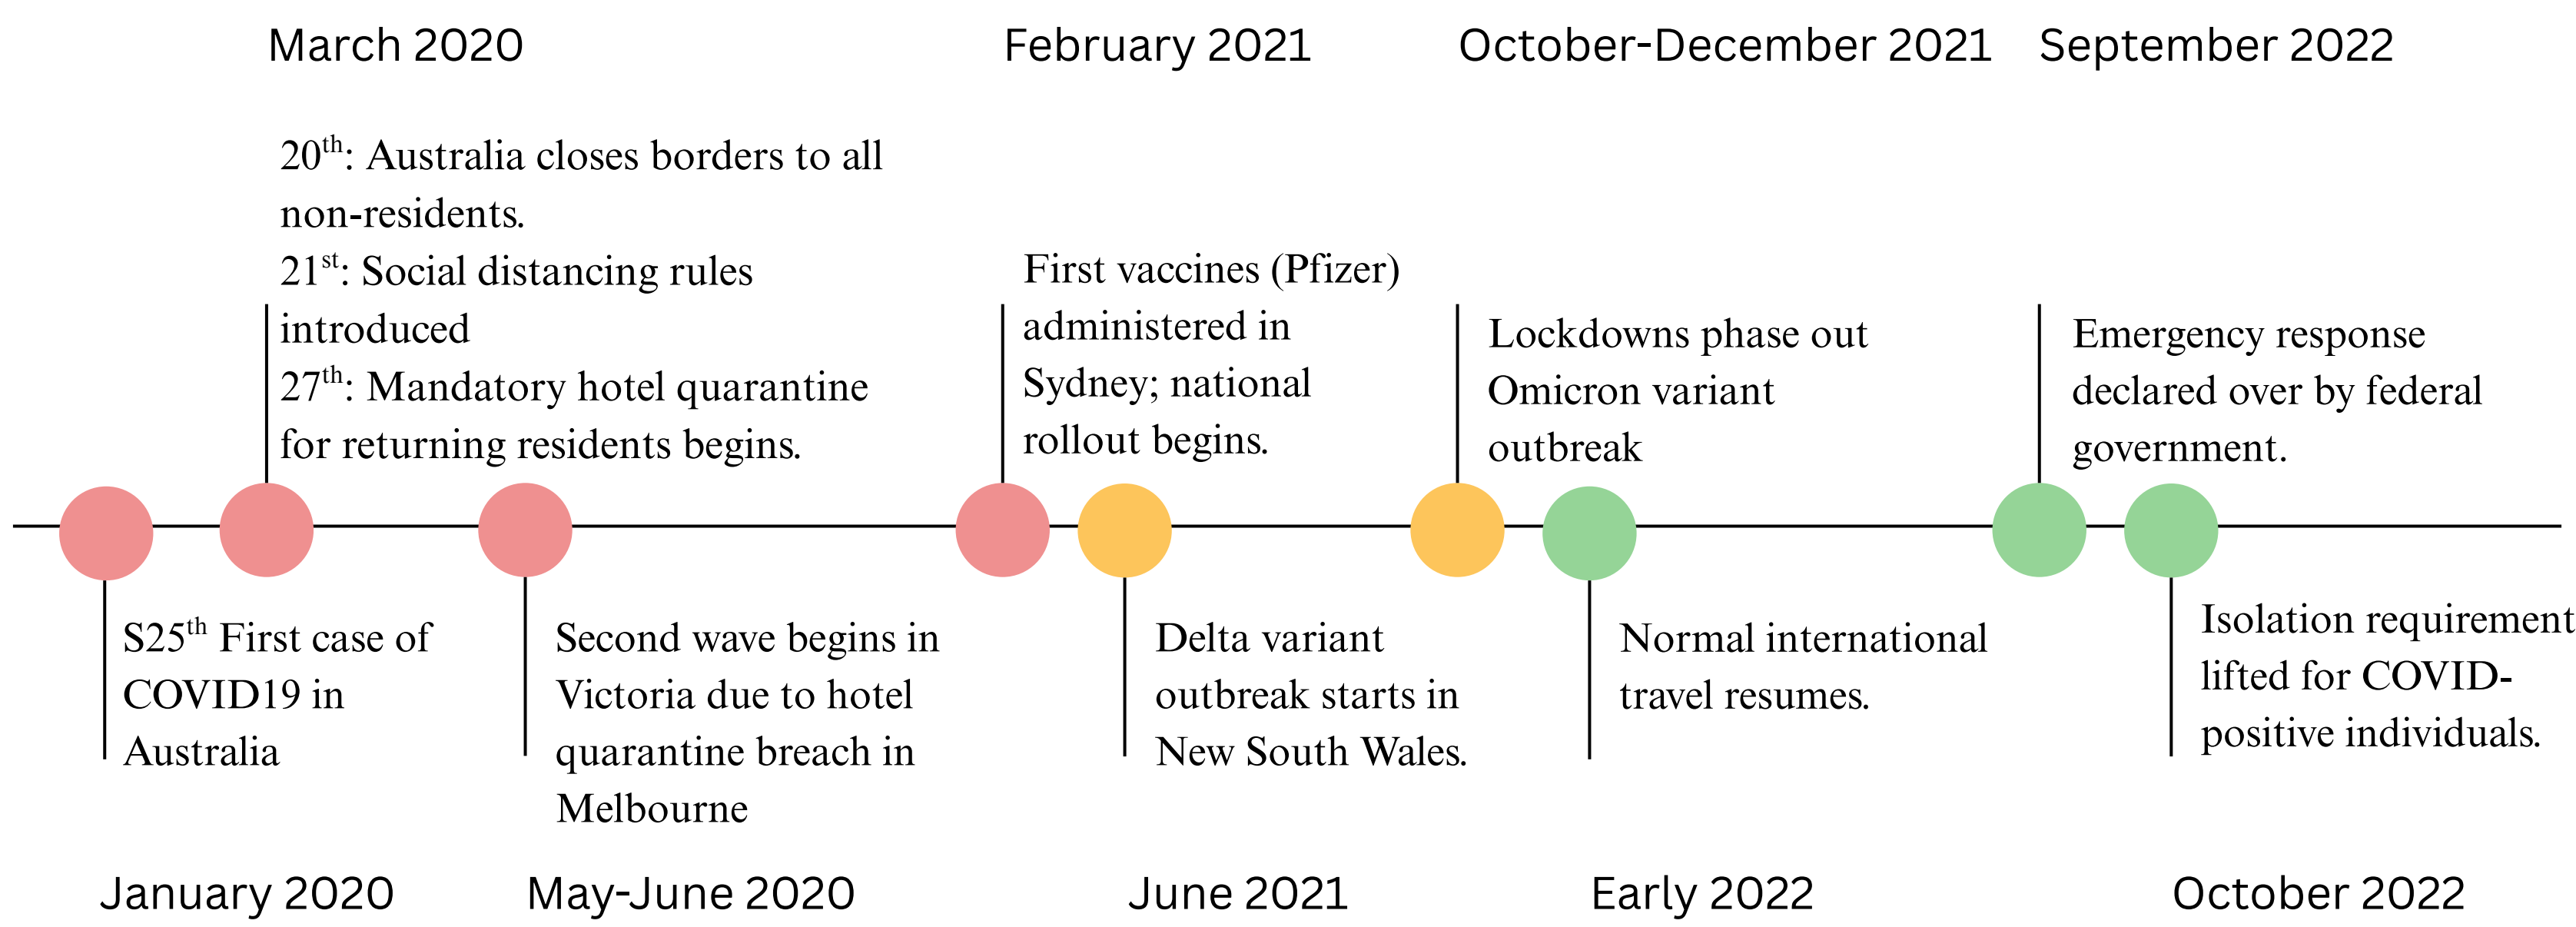 March 2020
20th: Australia closes borders to all
non-residents.
21st: Social distancing rules
introduced
27th: Mandatory hotel quarantine
for returning residents begins.
February 2021
First vaccines (Pfizer)
administered in
Sydney; national
rollout begins.
October-December 2021
Lockdowns phase out
Omicron variant
outbreak
September 2022
Emergency response
declared over by federal
government.
S25th First case of
COVID19 in
Australia
January 2020
Second wave begins in
Victoria due to hotel
quarantine breach in
Melbourne
May-June 2020
Delta variant
outbreak starts in
New South Wales.
June 2021
Normal international
travel resumes.
Early 2022
Isolation requirement
lifted for COVID-
positive individuals.
October 2022